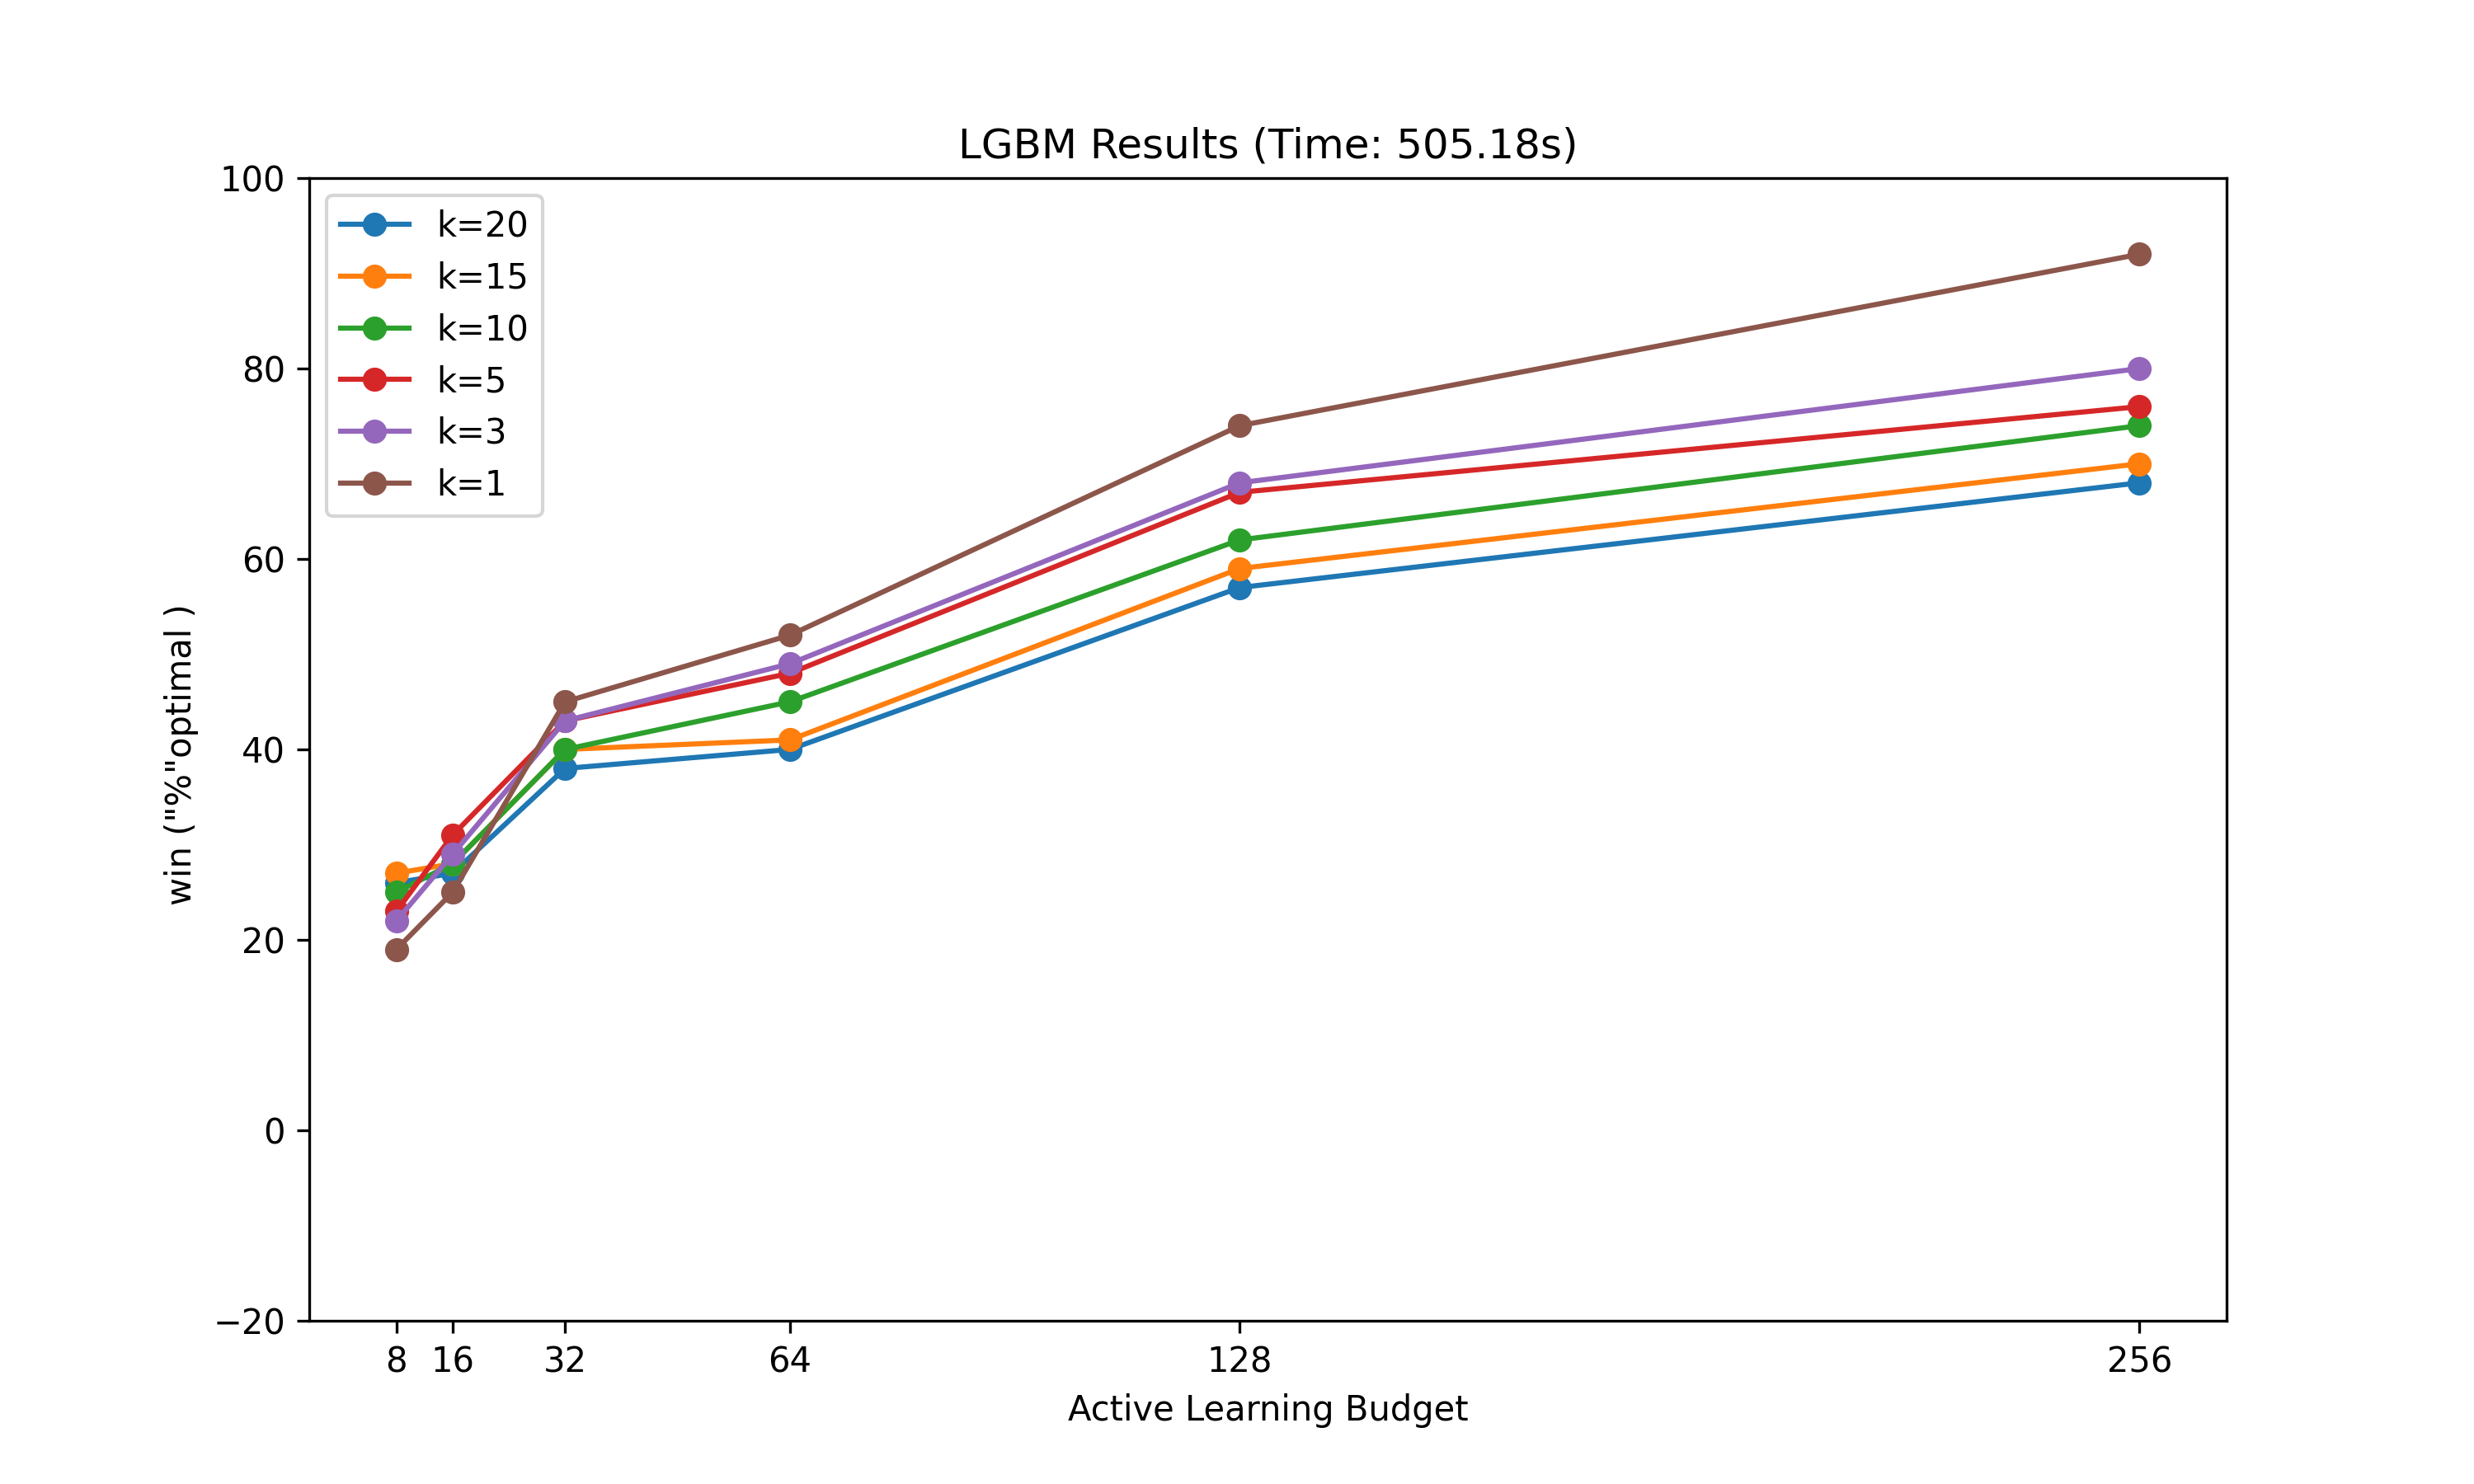 LGBM Results (Time: 505.18s)
100
80
60
40
20
0
−20
win ("%"optimal )
k=20
k=15
k=10
k=5
k=3
k=1
8 16 32 64 128 256
Active Learning Budget